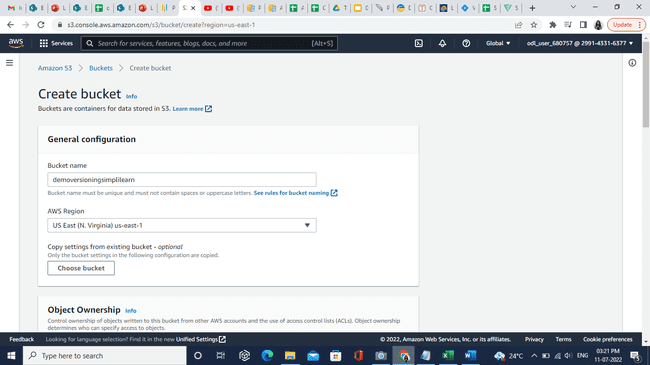 s3.console.aws.amazon.com/s3/bucket/create?region=us-east-1
Update
aws
Services
Search for services, features, blogs, docs, and more
[Alt+S]
Global
odl_user_680757 @ 2991-4331-6377
Amazon S3
Buckets
Create bucket
Create bucket
Info
Buckets are containers for data stored in S3. Learn more
General configuration
Bucket name
demoversioningsimplilearn
Bucket name must be unique and must not contain spaces or uppercase letters. See rules for bucket naming
AWS Region
US East (N. Virginia) us-east-1
Copy settings from existing bucket - optional
Only the bucket settings in the following configuration are copied.
Choose bucket
Object Ownership
Info
Control ownership of objects written to this bucket from other AWS accounts and the use of access control lists (ACLs). Object ownership
determines who can specify access to objects.
Feedback
Looking for language selection? Find it in the new Unified Settings
© 2022, Amazon Web Services, Inc. or its affiliates.
Privacy
Terms
Cookie preferences
Type here to search
24°C
ENG
03:21 PM
11-07-2022